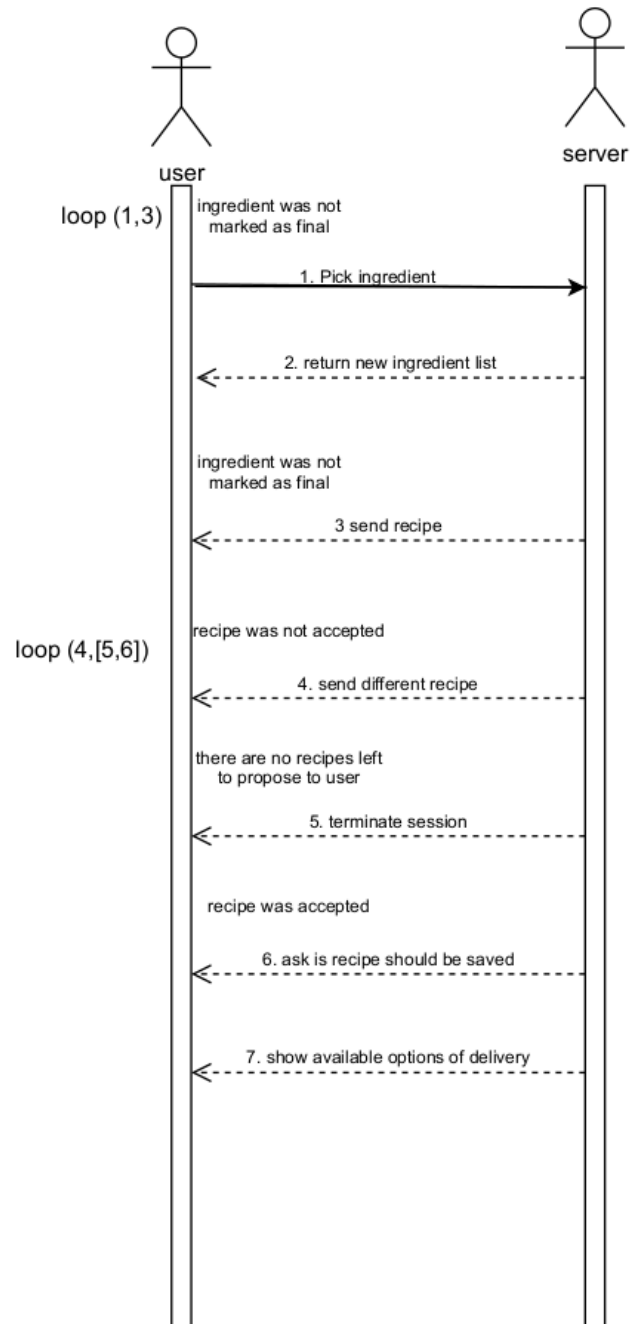 user
server
loop (1,3)
ingredient was not
marked as final
1. Pick ingredient
2. return new ingredient list
ingredient was not
marked as final
3 send recipe
recipe was not accepted
loop (4,[5,6])
4. send different recipe
there are no recipes left
to propose to user
5. terminate session
recipe was accepted
6. ask is recipe should be saved
7. show available options of delivery